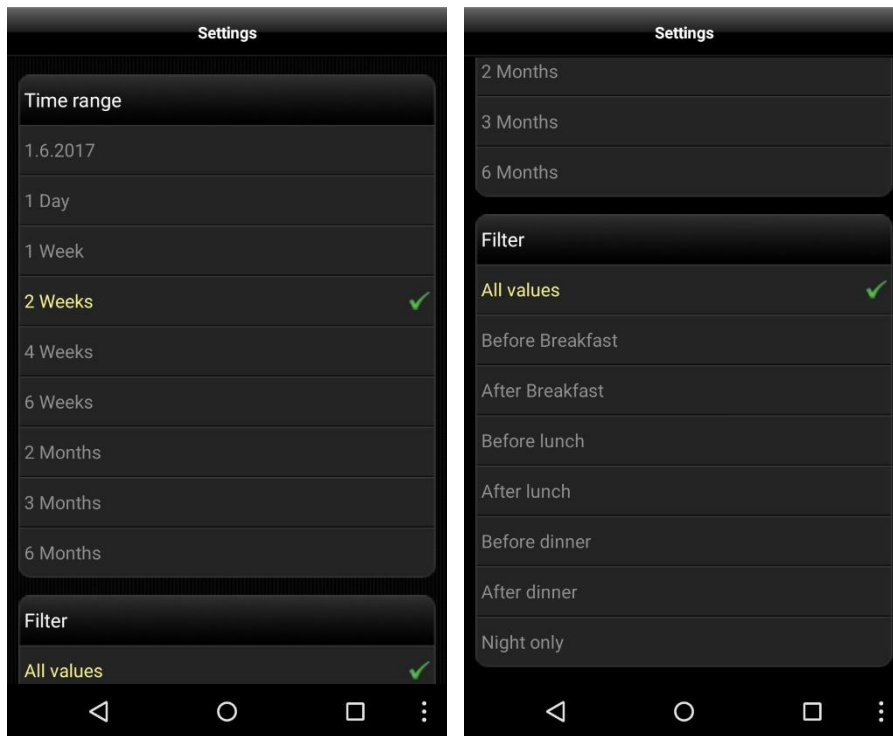 Settings
Time range
1.6.2017
1 Day
1 Week
2 Weeks
4 Weeks
6 Weeks
2 Months
3 Months
6 Months
Filter
All values
Settings
2 Months
3 Months
6 Months
Filter
All values
Before Breakfast
After Breakfast
Before lunch
After lunch
Before dinner
After dinner
Night only